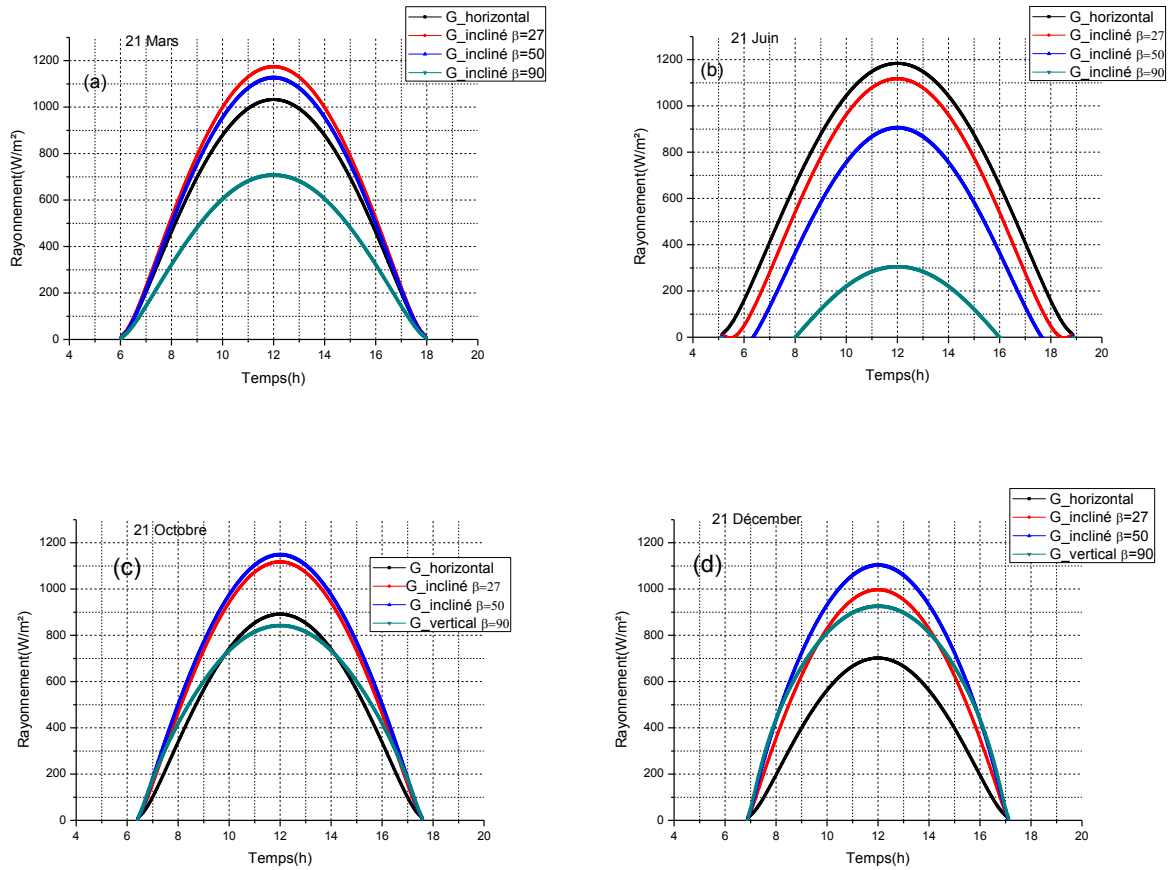 21 Mars
(a)
G_horizontal
G_incliné β=27
G_incliné β=50
G_incliné β=90
Rayonnement(W/m²)
1200
1000
800
600
400
200
0
4 6 8 10 12 14 16 18 20
Temps(h)
21 Juin
(b)
G_horizontal
G_incliné β=27
G_incliné β=50
G_incliné β=90
Rayonnement(W/m²)
1200
1000
800
600
400
200
0
4 6 8 10 12 14 16 18 20
Temps(h)
21 Octobre
(c)
G_horizontal
G_incliné β=27
G_incliné β=50
G_vertical β=90
Rayonnement(W/m²)
1200
1000
800
600
400
200
0
4 6 8 10 12 14 16 18 20
Temps(h)
21 Décember
(d)
G_horizontal
G_incliné β=27
G_incliné β=50
G_vertical β=90
Rayonnement(W/m²)
1200
1000
800
600
400
200
0
4 6 8 10 12 14 16 18 20
Temps(h)